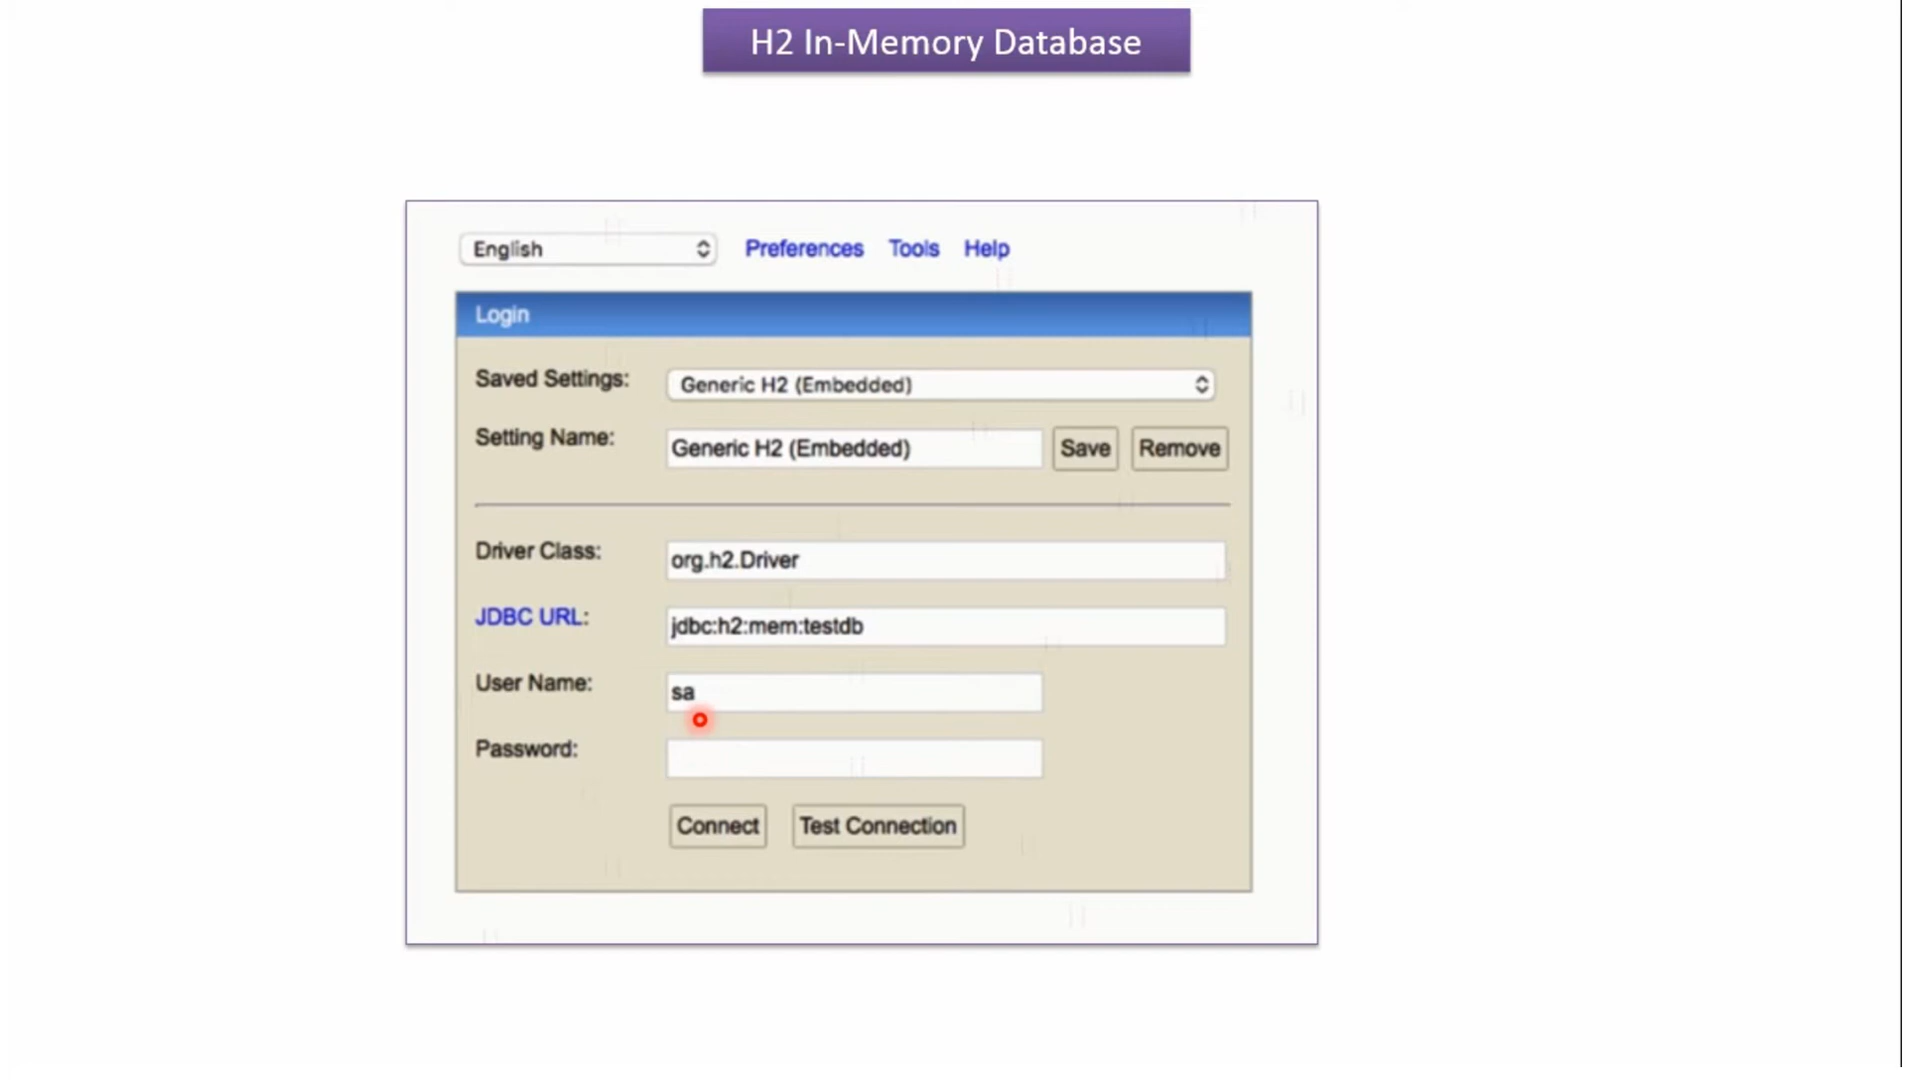 H2 In-Memory Database
English Preferences Tools Help
Login
Saved Settings: Generic H2 (Embedded)
Setting Name: Generic H2 (Embedded) Save Remove
Driver Class: org.h2.Driver
JDBC URL: jdbc:h2:mem:testdb
User Name: sa
Password:
Connect Test Connection